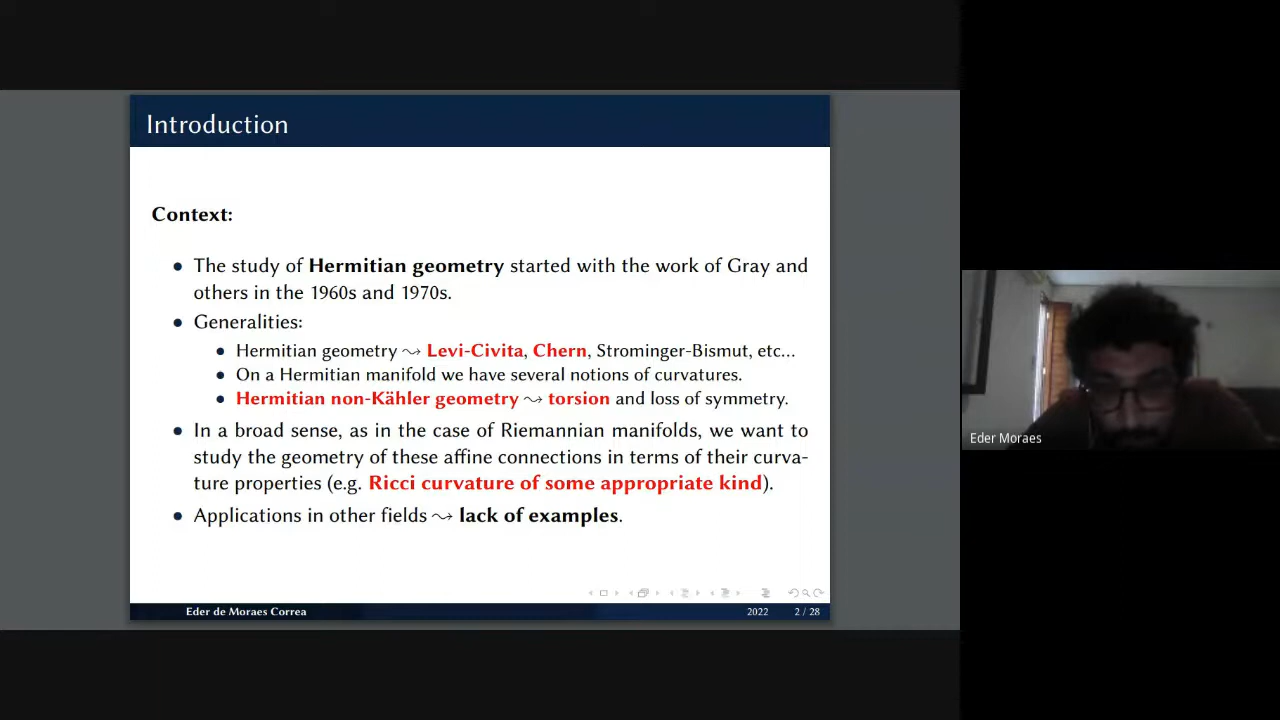 Introduction
Context:
• The study of Hermitian geometry started with the work of Gray and
others in the 1960s and 1970s.
• Generalities:
• Hermitian geometry ⇝ Levi-Civita, Chern, Strominger-Bismut, etc...
• On a Hermitian manifold we have several notions of curvatures.
• Hermitian non-Kähler geometry ⇝ torsion and loss of symmetry.
• In a broad sense, as in the case of Riemannian manifolds, we want to
study the geometry of these affine connections in terms of their curva-
ture properties (e.g. Ricci curvature of some appropriate kind).
• Applications in other fields ⇝ lack of examples.
Eder de Moraes Correa 2022 2 / 28
Eder Moraes